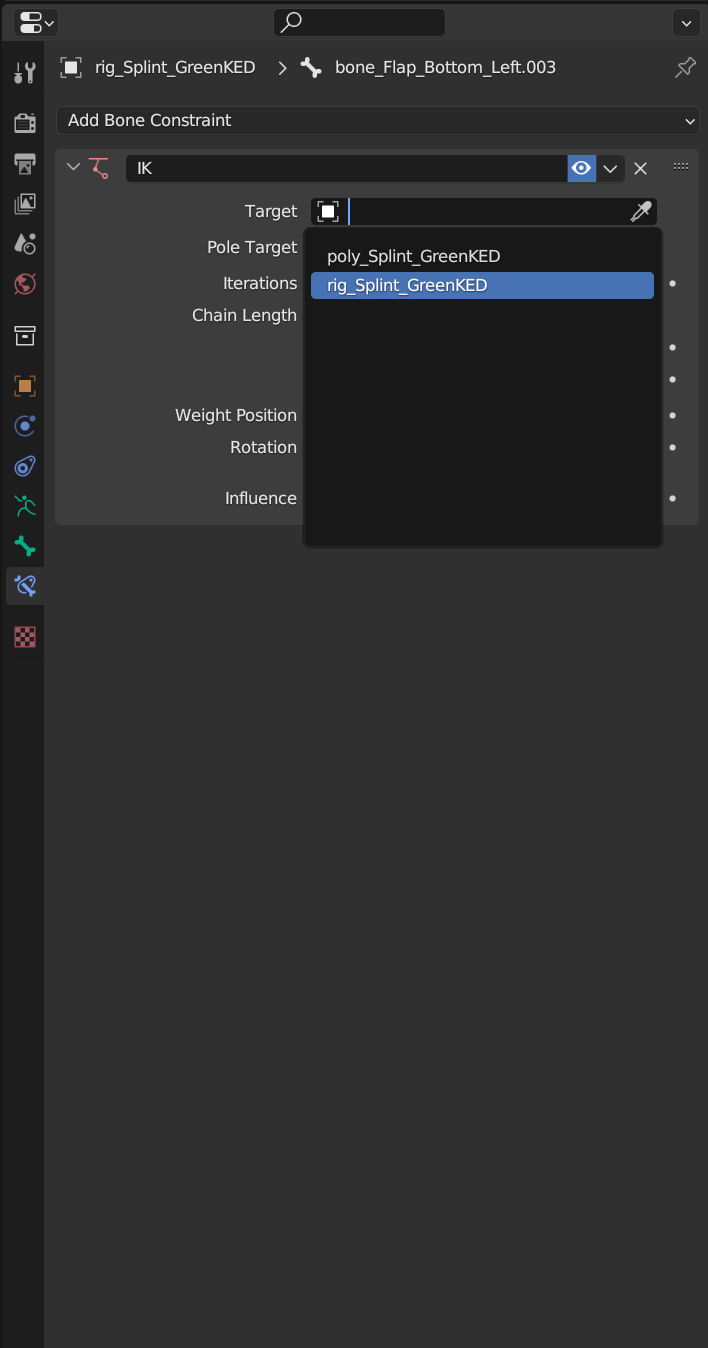 rig_Splint_GreenKED
bone_Flap_Bottom_Left.003
Add Bone Constraint
IK
Target
Pole Target
poly_Splint_GreenKED
Iterations
rig_Splint_GreenKED
Chain Length
Weight Position
Rotation
Influence